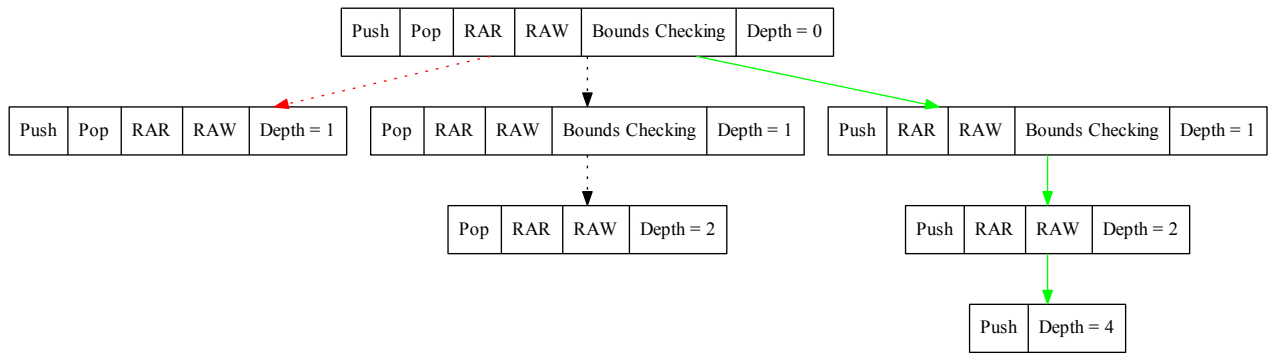 Push Pop RAR RAW Bounds Checking Depth = 0
Push Pop RAR RAW Depth = 1
Pop RAR RAW Bounds Checking Depth = 1
Push RAR RAW Bounds Checking Depth = 1
Pop RAR RAW Depth = 2
Push RAR RAW Depth = 2
Push Depth = 4